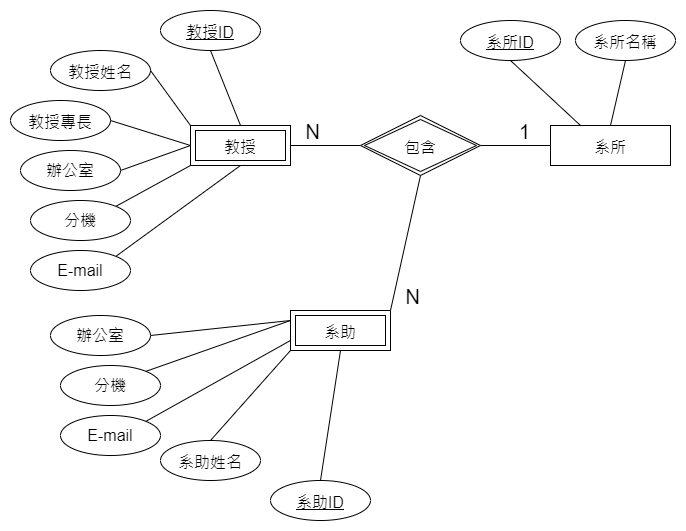 教授ID
系所ID
系所名稱
教授姓名
教授專長
教授
N
包含
1
系所
辦公室
分機
E-mail
N
辦公室
系助
分機
E-mail
系助姓名
系助ID